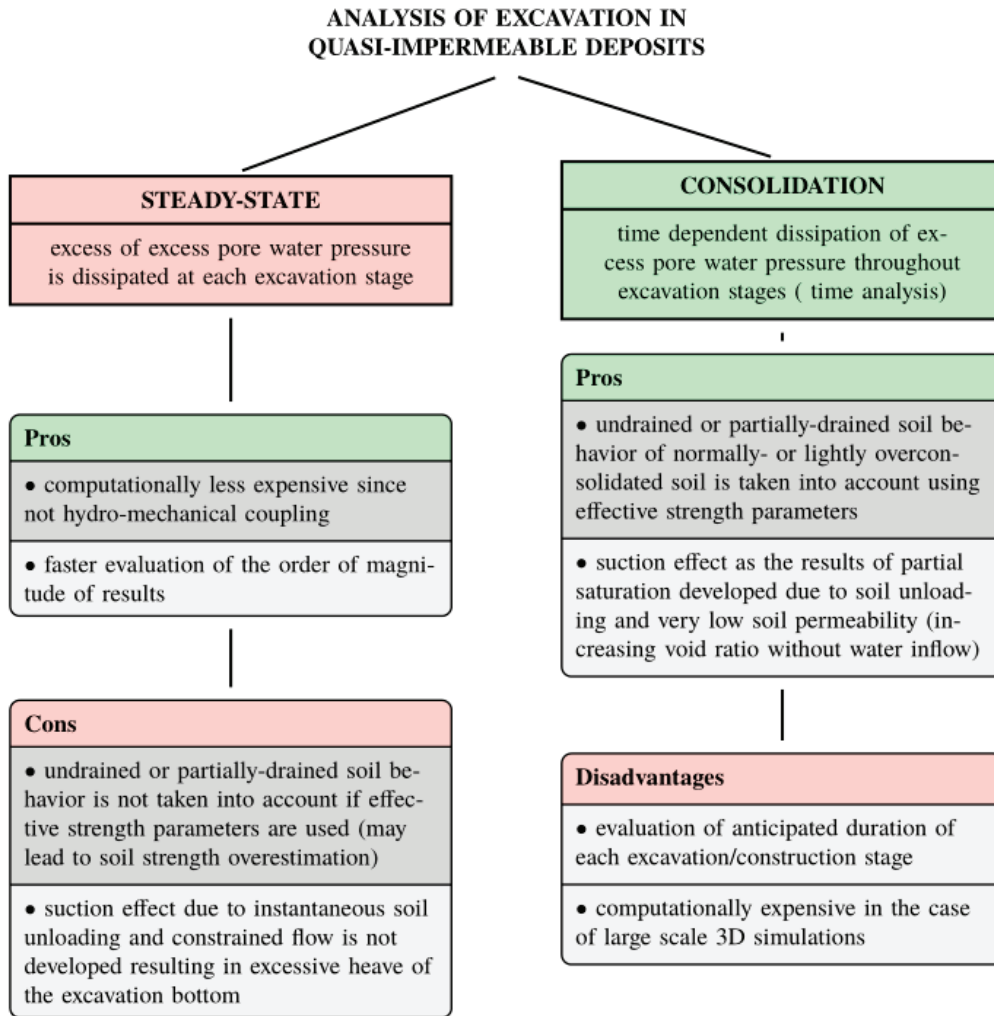 ANALYSIS OF EXCAVATION IN
QUASI-IMPERMEABLE DEPOSITS
STEADY-STATE
excess of excess pore water pressure
is dissipated at each excavation stage
Pros
• computationally less expensive since
not hydro-mechanical coupling
• faster evaluation of the order of magni-
tude of results
Cons
• undrained or partially-drained soil be-
havior is not taken into account if effec-
tive strength parameters are used (may
lead to soil strength overestimation)
• suction effect due to instantaneous soil
unloading and constrained flow is not
developed resulting in excessive heave of
the excavation bottom
CONSOLIDATION
time dependent dissipation of ex-
cess pore water pressure throughout
excavation stages ( time analysis)
Pros
• undrained or partially-drained soil be-
havior of normally- or lightly overcon-
solidated soil is taken into account using
effective strength parameters
• suction effect as the results of partial
saturation developed due to soil unload-
ing and very low soil permeability (in-
creasing void ratio without water inflow)
Disadvantages
• evaluation of anticipated duration of
each excavation/construction stage
• computationally expensive in the case
of large scale 3D simulations